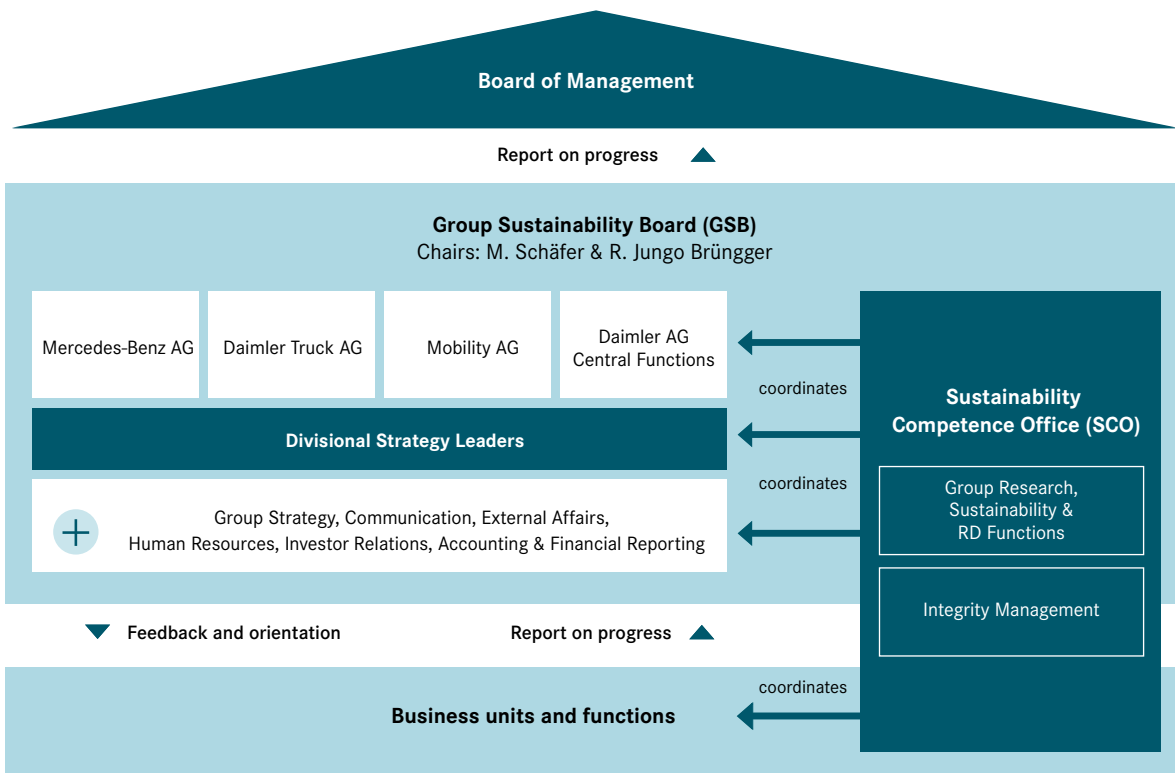 Board of Management
Report on progress
Group Sustainability Board (GSB)
Chairs: M. Schäfer & R. Jungo Brüngger
Mercedes-Benz AG
Daimler Truck AG
Mobility AG
Daimler AG
Central Functions
coordinates
Divisional Strategy Leaders
coordinates
Group Strategy, Communication, External Affairs,
Human Resources, Investor Relations, Accounting & Financial Reporting
Sustainability
Competence Office (SCO)
Group Research,
Sustainability &
RD Functions
Integrity Management
Feedback and orientation
Report on progress
coordinates
Business units and functions